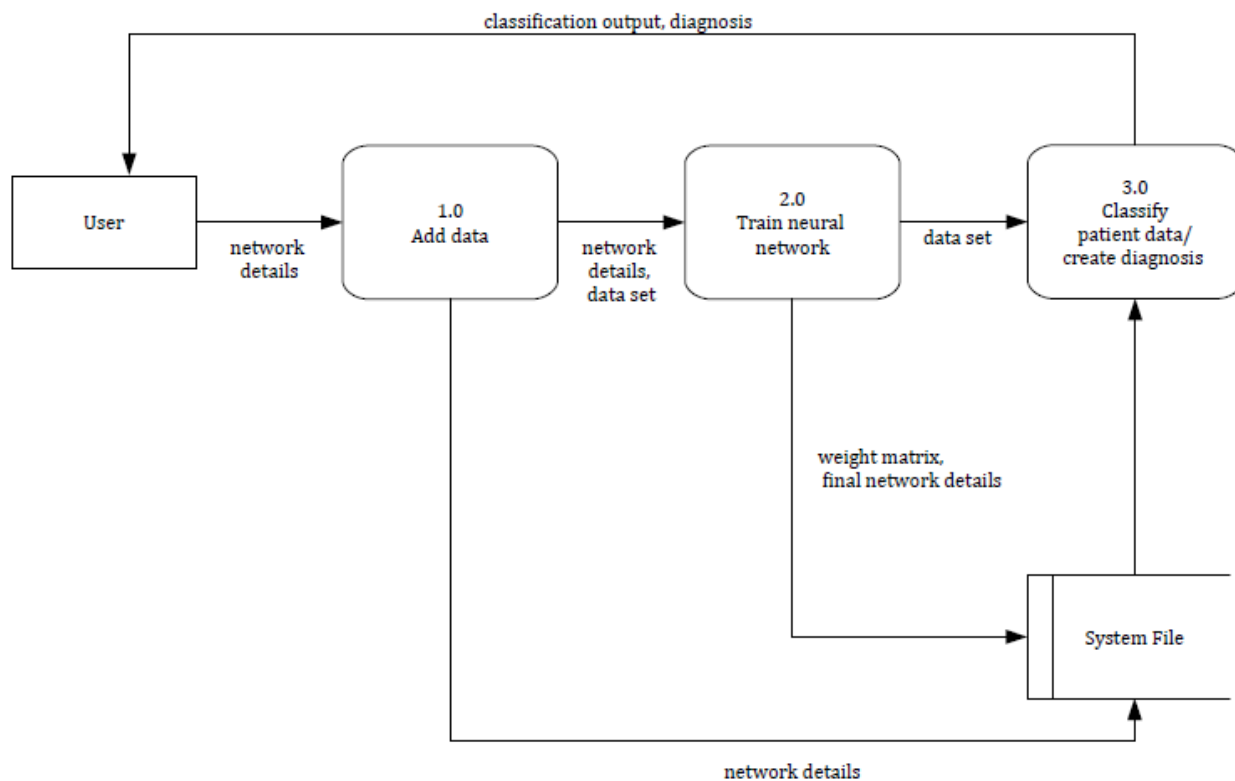 classification output, diagnosis
User
network
details
1.0
Add data
network
details,
data set
2.0
Train neural
network
data set
3.0
Classify
patient data/
create diagnosis
weight matrix,
final network details
System File
network details